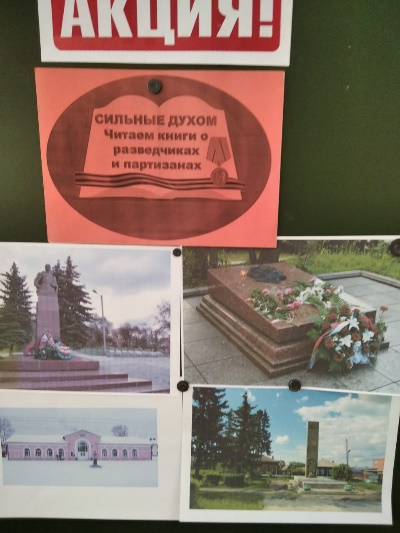 АКЦИЯ!
СИЛЬНЫЕ ДУХОМ
Читаем книги о
разведчиках
и партизанах